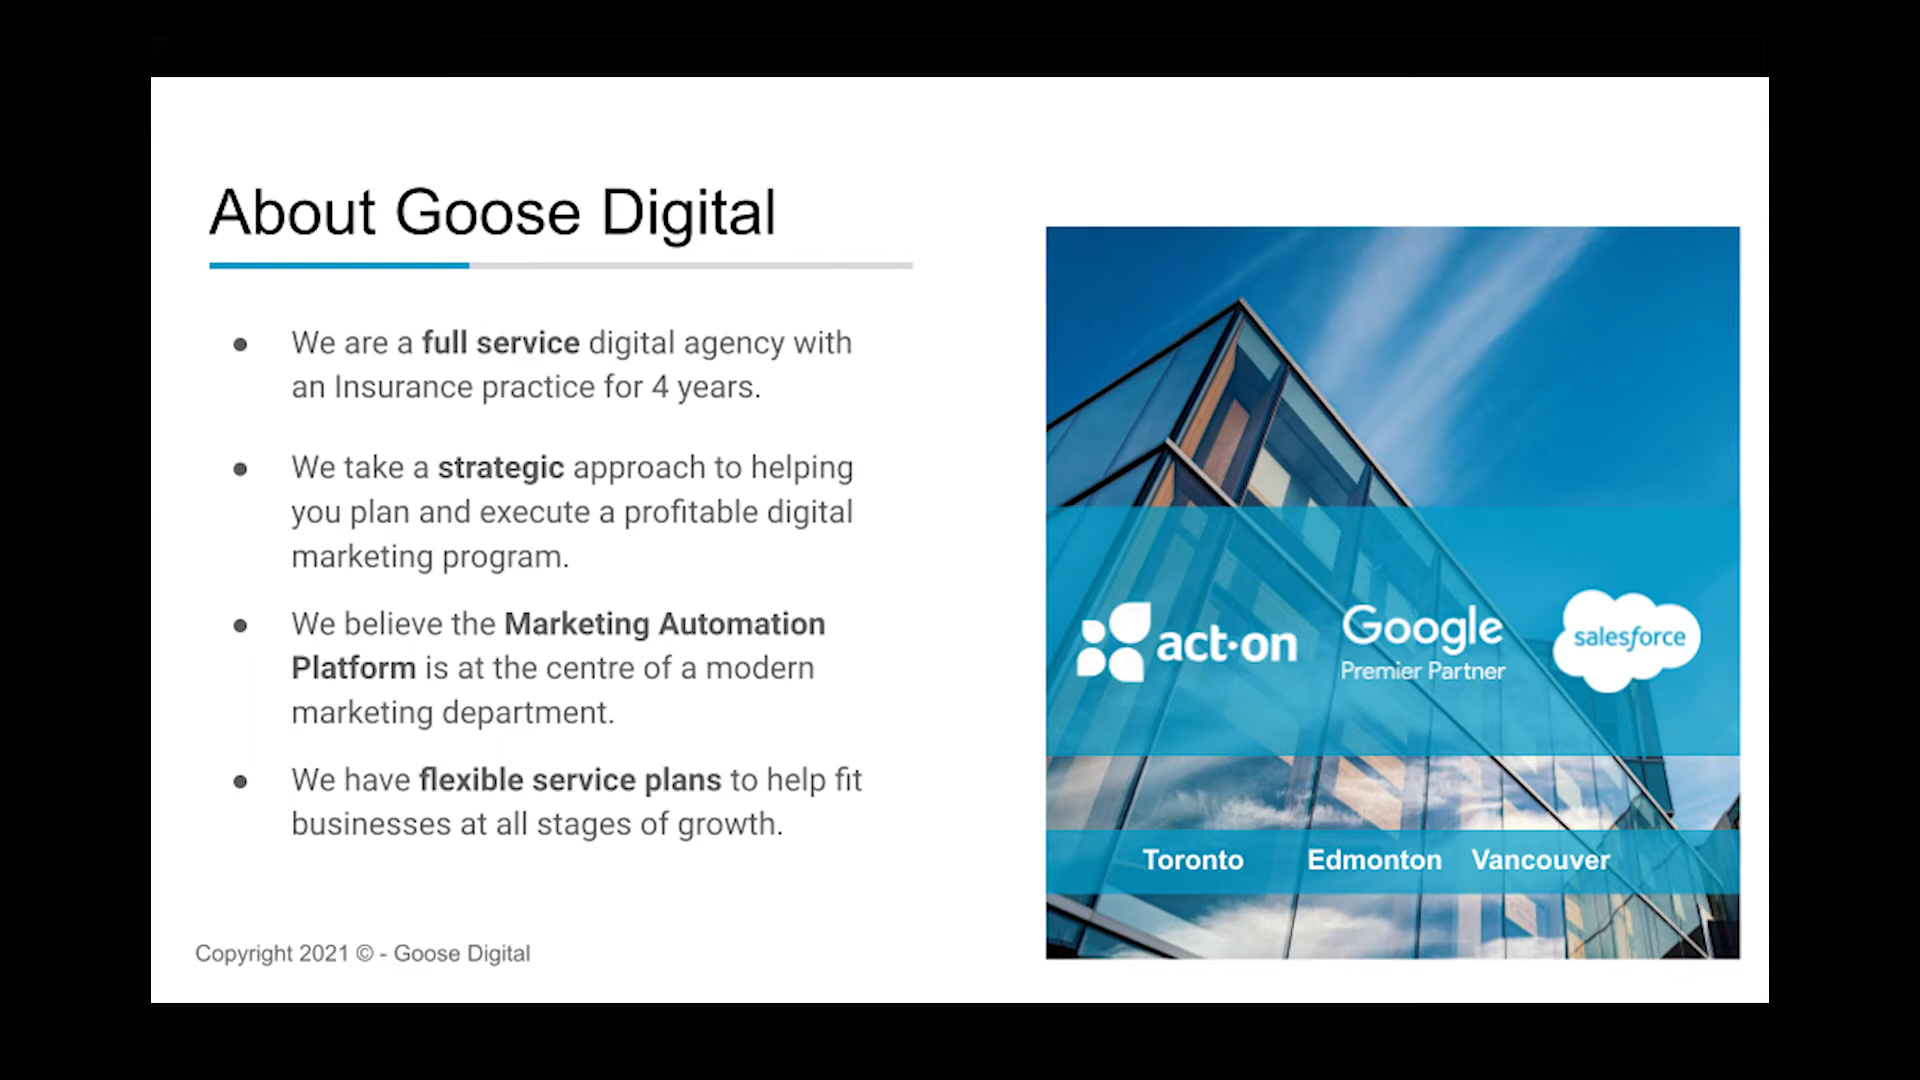 About Goose Digital
● We are a full service digital agency with
an Insurance practice for 4 years.
● We take a strategic approach to helping
you plan and execute a profitable digital
marketing program.
● We believe the Marketing Automation
Platform is at the centre of a modern
marketing department.
● We have flexible service plans to help fit
businesses at all stages of growth.
act-on
Google
Premier Partner
salesforce
Toronto Edmonton Vancouver
Copyright 2021 © - Goose Digital